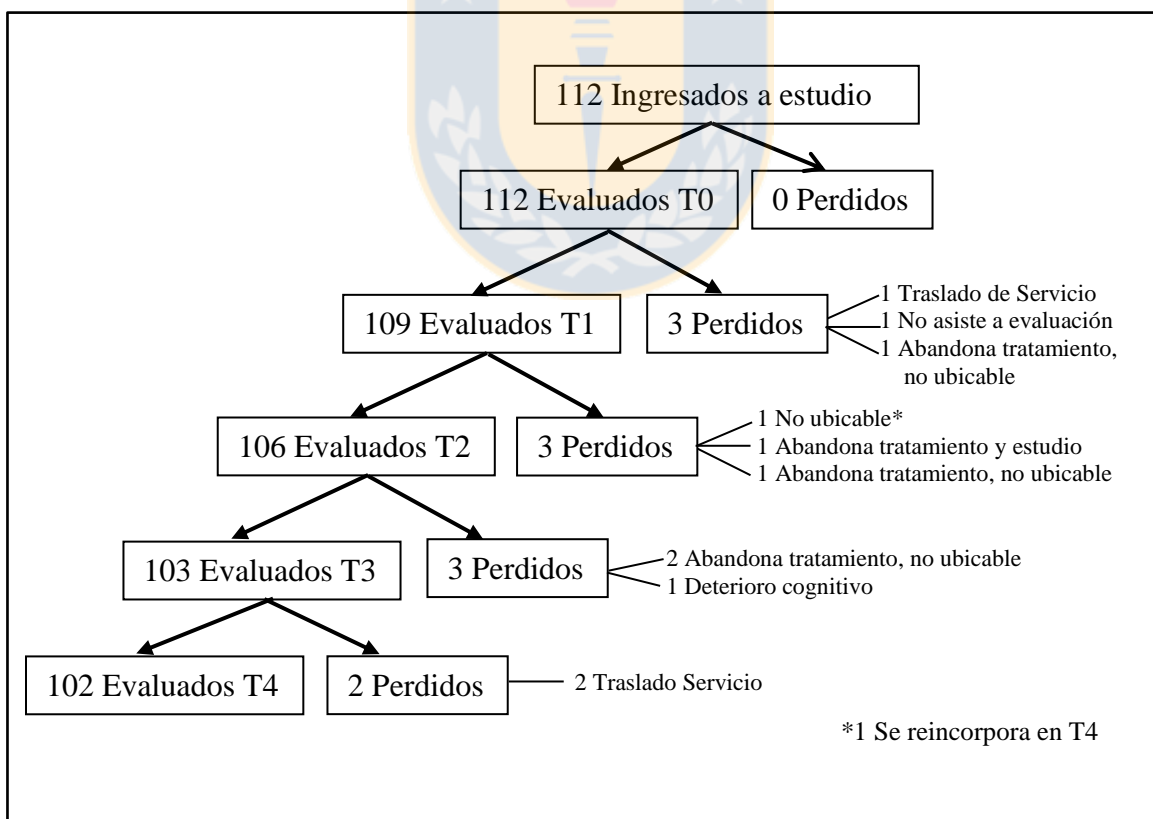 112 Ingresados a estudio
112 Evaluados T0
0 Perdidos
109 Evaluados T1
3 Perdidos
1 Traslado de Servicio
1 No asiste a evaluación
1 Abandona tratamiento,
no ubicable
106 Evaluados T2
3 Perdidos
1 No ubicable*
1 Abandona tratamiento y estudio
1 Abandona tratamiento, no ubicable
103 Evaluados T3
3 Perdidos
2 Abandona tratamiento, no ubicable
1 Deterioro cognitivo
102 Evaluados T4
2 Perdidos
2 Traslado Servicio
*1 Se reincorpora en T4